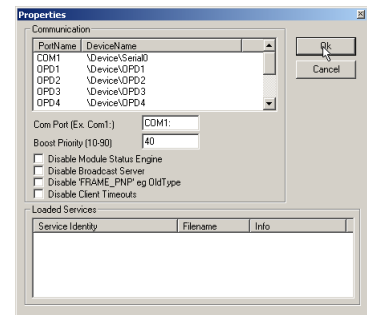 Properties
Communication
PortName DeviceName
COM1 \Device\Serial0
OPD1 \Device\OPD1
OPD2 \Device\OPD2
OPD3 \Device\OPD3
OPD4 \Device\OPD4
Ok
Cancel
Com Port (Ex. Com1:) COM1:
Boost Priority (10-90) 40
Disable Module Status Engine
Disable Broadcast Server
Disable 'FRAME_PNP' eg OldType
Disable Client Timeouts
Loaded Services
Service Identity Filename Info